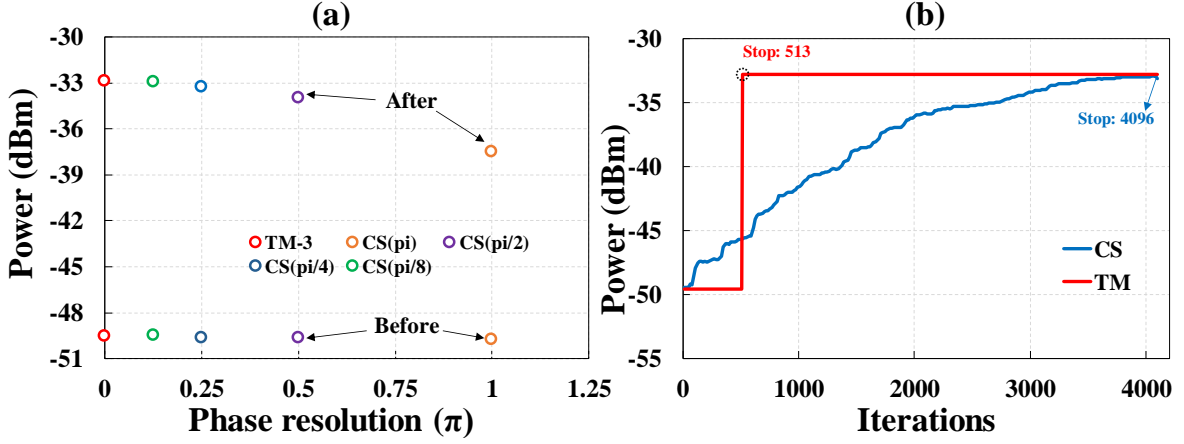 (a)
-30
-33
-36
-39
-42
-45
-48
-51
Power (dBm)
After
TM-3 CS(pi) CS(pi/2)
CS(pi/4) CS(pi/8)
Before
0 0.25 0.5 0.75 1 1.25
Phase resolution (π)
(b)
-30
-35
-40
-45
-50
-55
Power (dBm)
Stop: 513
Stop: 4096
CS
TM
0 1000 2000 3000 4000
Iterations